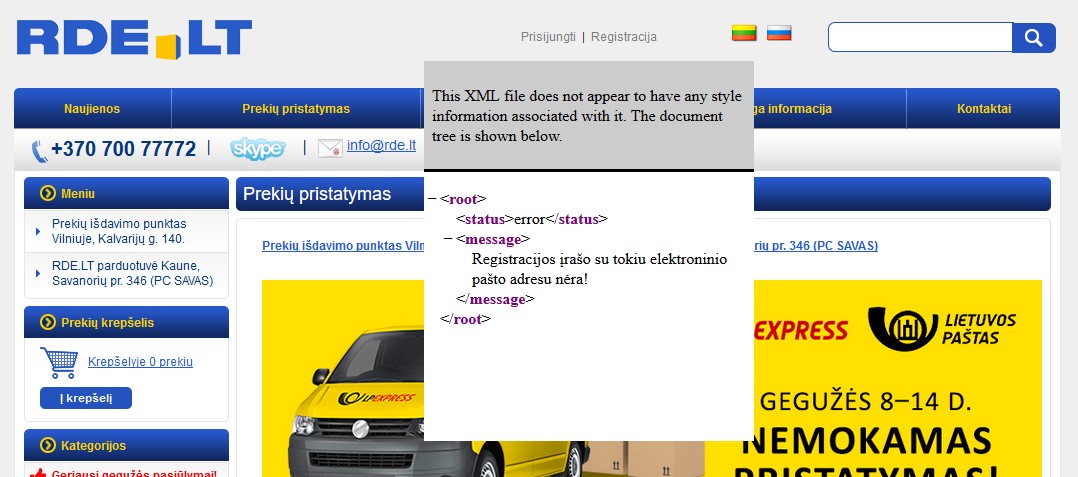 RDE.LT
Prisijungti | Registracija
Naujienos
Prekių pristatymas
ga informacija
Kontaktai
+370 700 77772 | skype | info@rde.lt
This XML file does not appear to have any style
information associated with it. The document
tree is shown below.
− <root>
<status>error</status>
− <message>
Registracijos įrašo su tokiu elektroninio
pašto adresu nėra!
</message>
</root>
Meniu
Prekių išdavimo punktas
Vilniuje, Kalvarijų g. 140.
RDE.LT parduotuvė Kaune,
Savanorių pr. 346 (PC SAVAS)
Prekių krepšelis
Krepšelyje 0 prekiu
Į krepšelį
Kategorijos
Geriausi gegužės pasiūlymai!
Prekių pristatymas
Prekių išdavimo punktas Viln
rių pr. 346 (PC SAVAS)
LPEXPRESS
EXPRESS
LIETUVOS
PAŠTAS
GEGUŽĖS 8–14 D.
NEMOKAMAS
PRISTATYMAS!